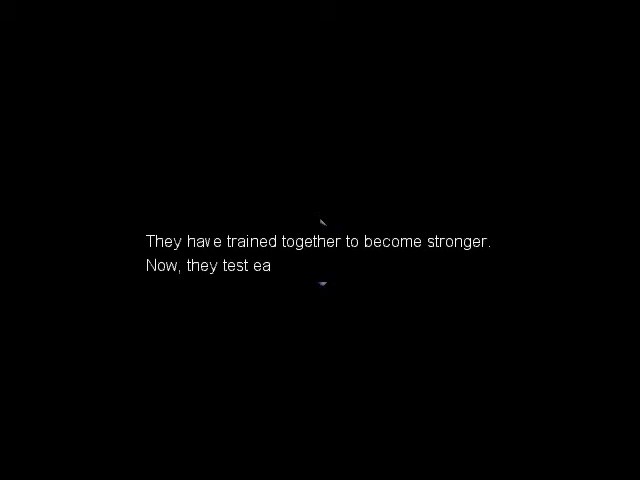 They have trained together to become stronger.
Now, they test ea